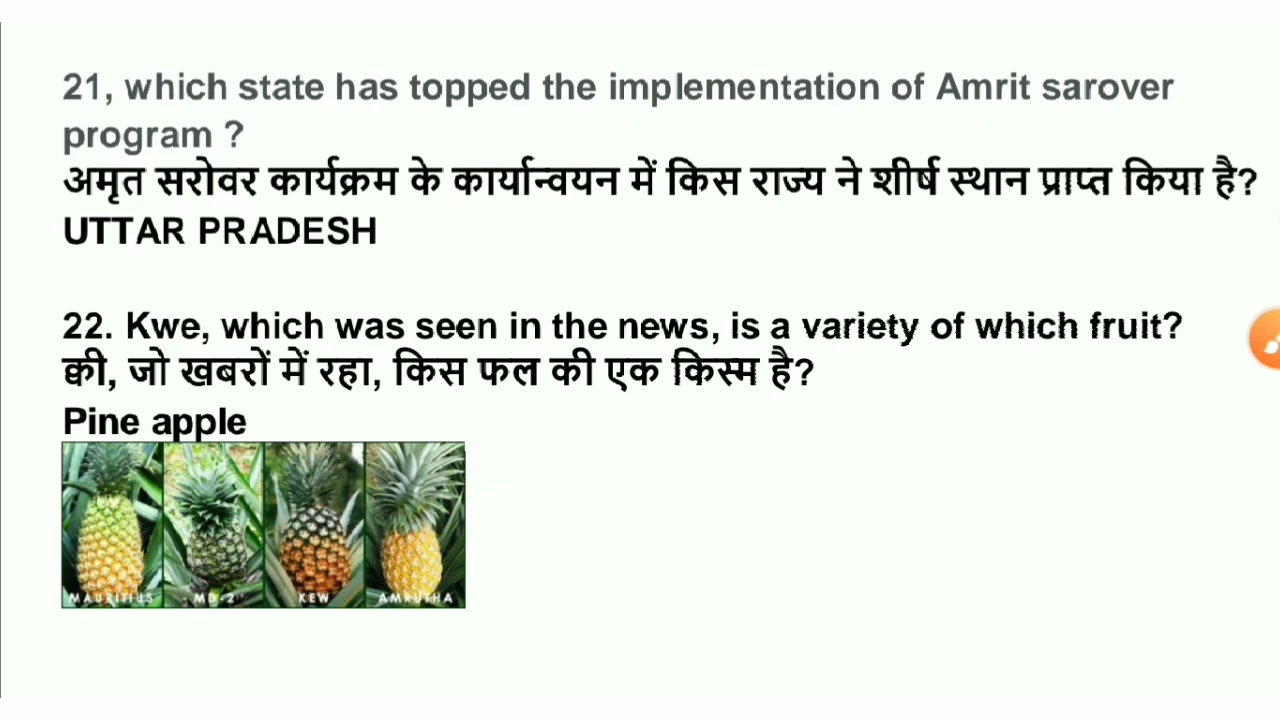 21, which state has topped the implementation of Amrit sarover
program ?
अमृत सरोवर कार्यक्रम के कार्यान्वयन में किस राज्य ने शीर्ष स्थान प्राप्त किया है?
UTTAR PRADESH
22. Kwe, which was seen in the news, is a variety of which fruit?
क्वी, जो खबरों में रहा, किस फल की एक किस्म है?
Pine apple
MAURITIUS MD-2 KEW AMRUTHA